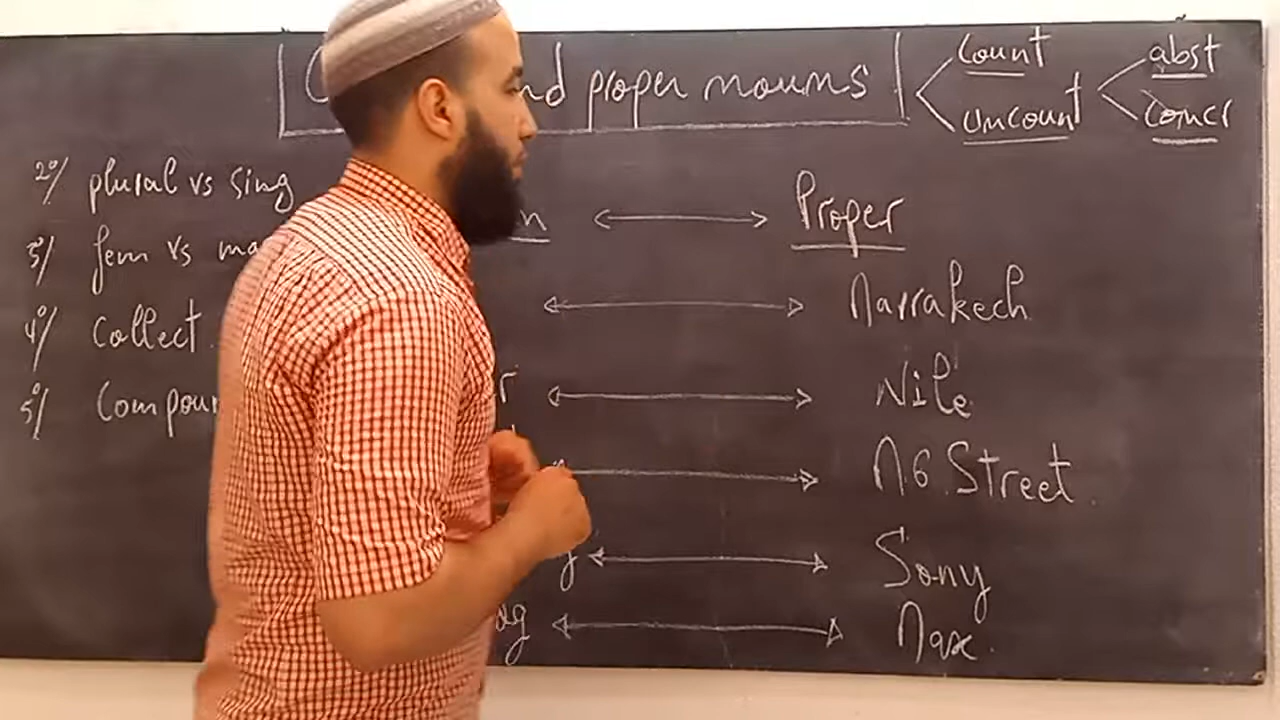 nd proper nouns
count
abst
uncount
concr
2°/ plural vs sing
n Proper
3°/ fem vs ma
Marrakech
4°/ collect.
r Nile
5°/ Compoun
M6. Street.
y Sony
og Max.